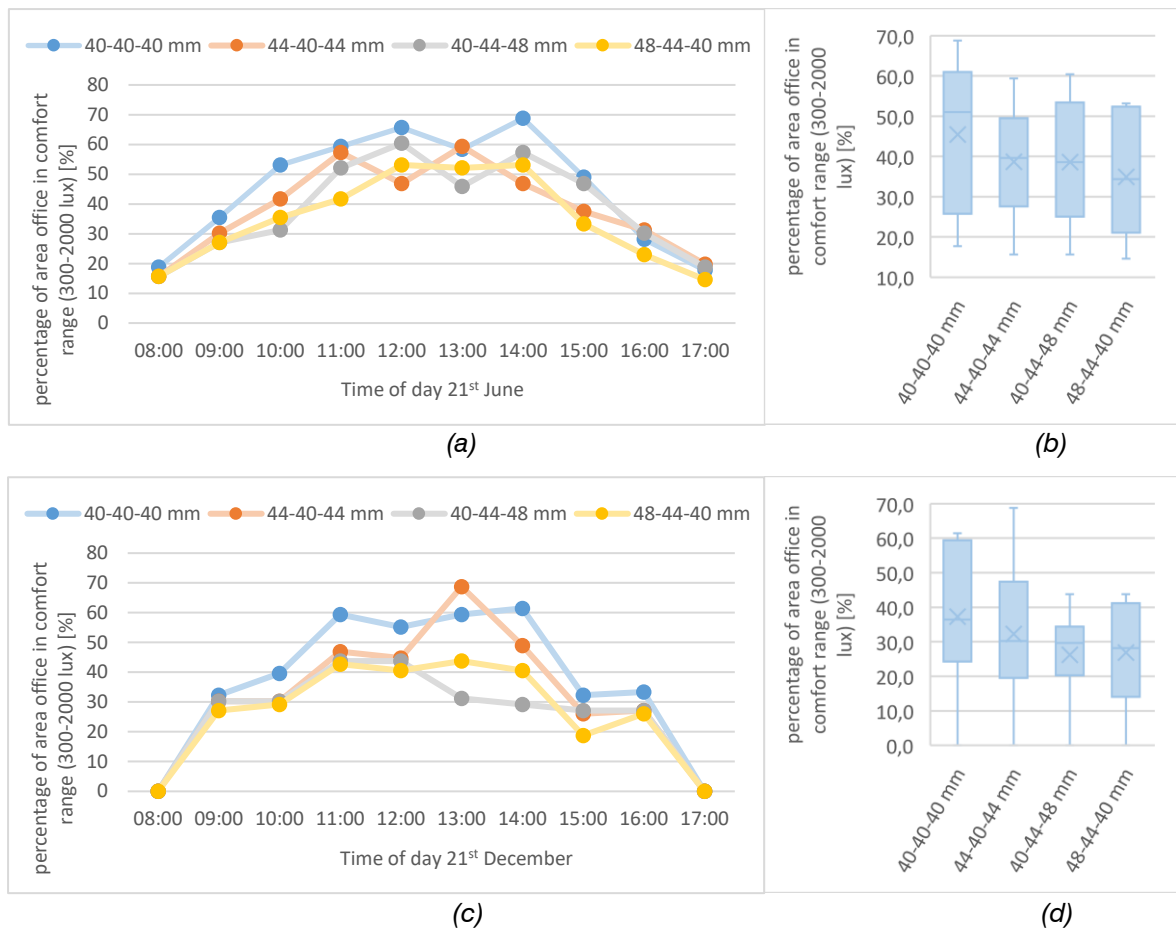 40-40-40 mm 44-40-44 mm 40-44-48 mm 48-44-40 mm
percentage of area office in comfort
range (300-2000 lux) [%]
80
70
60
50
40
30
20
10
0
08:00 09:00 10:00 11:00 12:00 13:00 14:00 15:00 16:00 17:00
Time of day 21st June
(a)
percentage of area office in
comfort range (300-2000
lux) [%]
70,0
60,0
50,0
40,0
30,0
20,0
10,0
40-40-40 mm
44-40-44 mm
40-44-48 mm
48-44-40 mm
(b)
40-40-40 mm 44-40-44 mm 40-44-48 mm 48-44-40 mm
percentage of area office in comfort
range (300-2000 lux) [%]
80
70
60
50
40
30
20
10
0
08:00 09:00 10:00 11:00 12:00 13:00 14:00 15:00 16:00 17:00
Time of day 21st December
(c)
percentage of area office in
comfort range (300-2000
lux) [%]
70,0
60,0
50,0
40,0
30,0
20,0
10,0
0,0
40-40-40 mm
44-40-44 mm
40-44-48 mm
48-44-40 mm
(d)